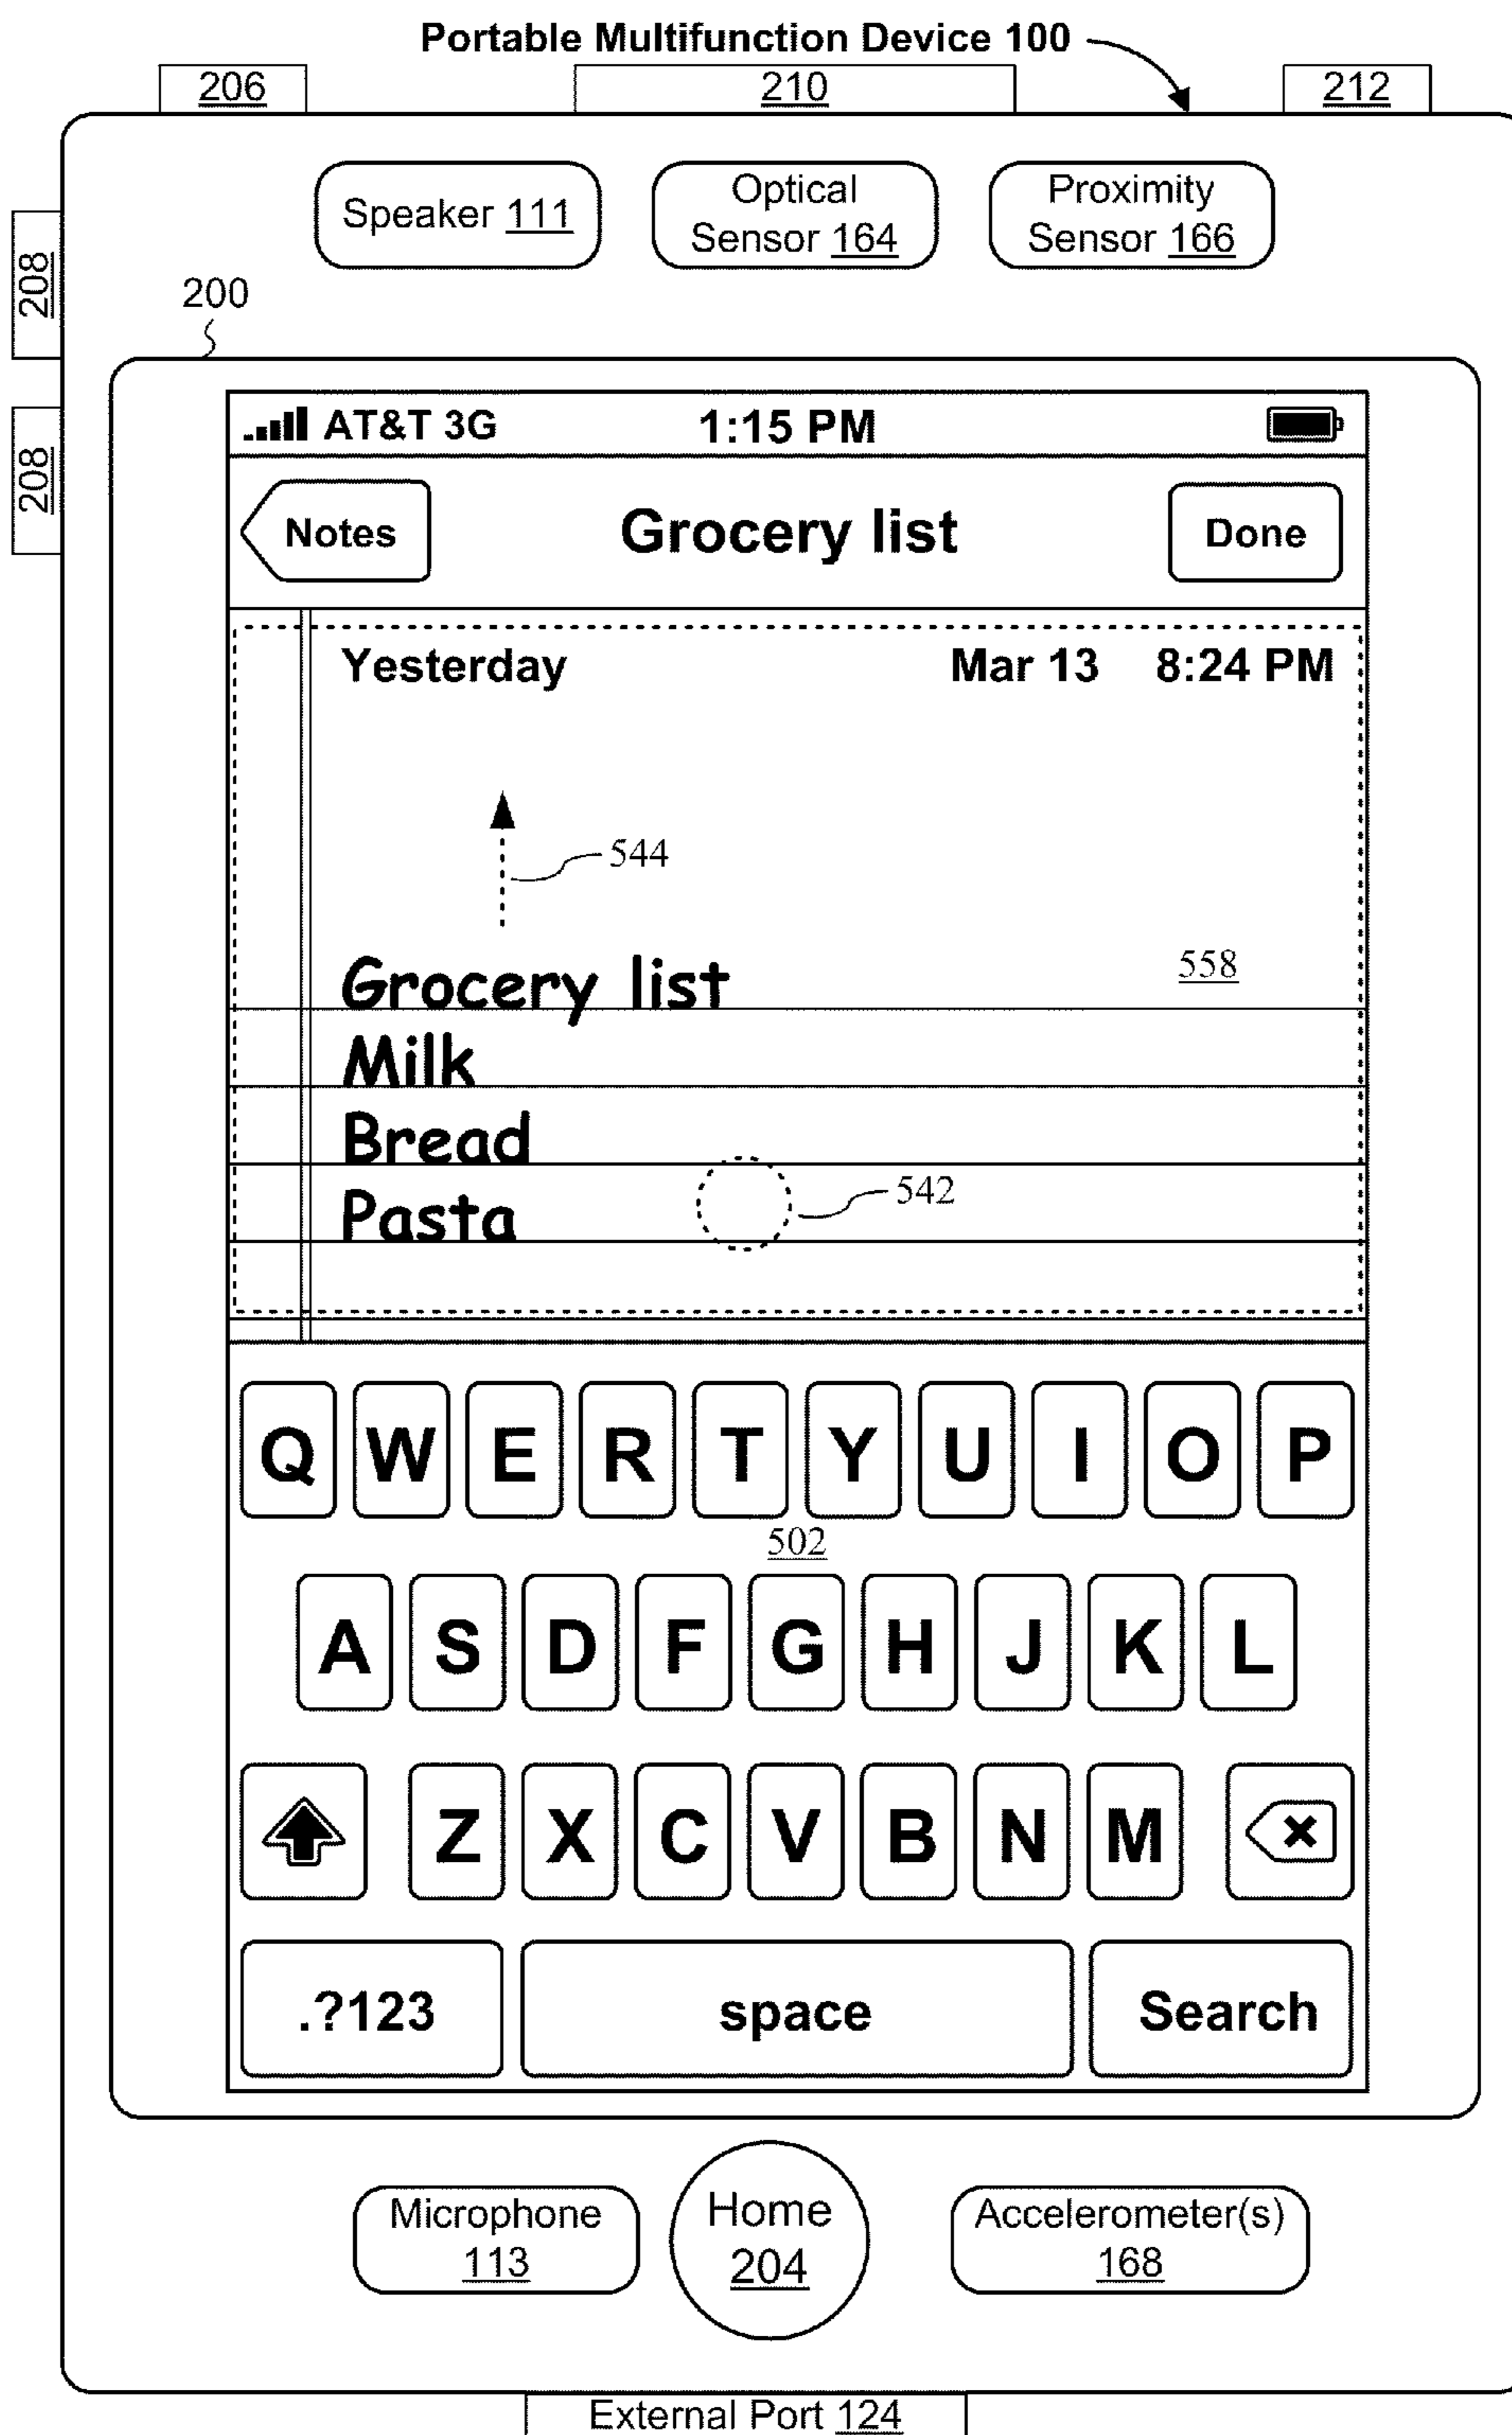 Portable Multifunction Device 100
206 210 212
Speaker 111
Optical Sensor 164
Proximity Sensor 166
208
200
208
AT&T 3G 1:15 PM
Notes Grocery list Done
Yesterday Mar 13 8:24 PM
544
Grocery list
558
Milk
Bread
Pasta
542
Q W E R T Y U I O P
502
A S D F G H J K L
Z X C V B N M
.?123 space Search
Microphone 113
Home 204
Accelerometer(s) 168
External Port 124